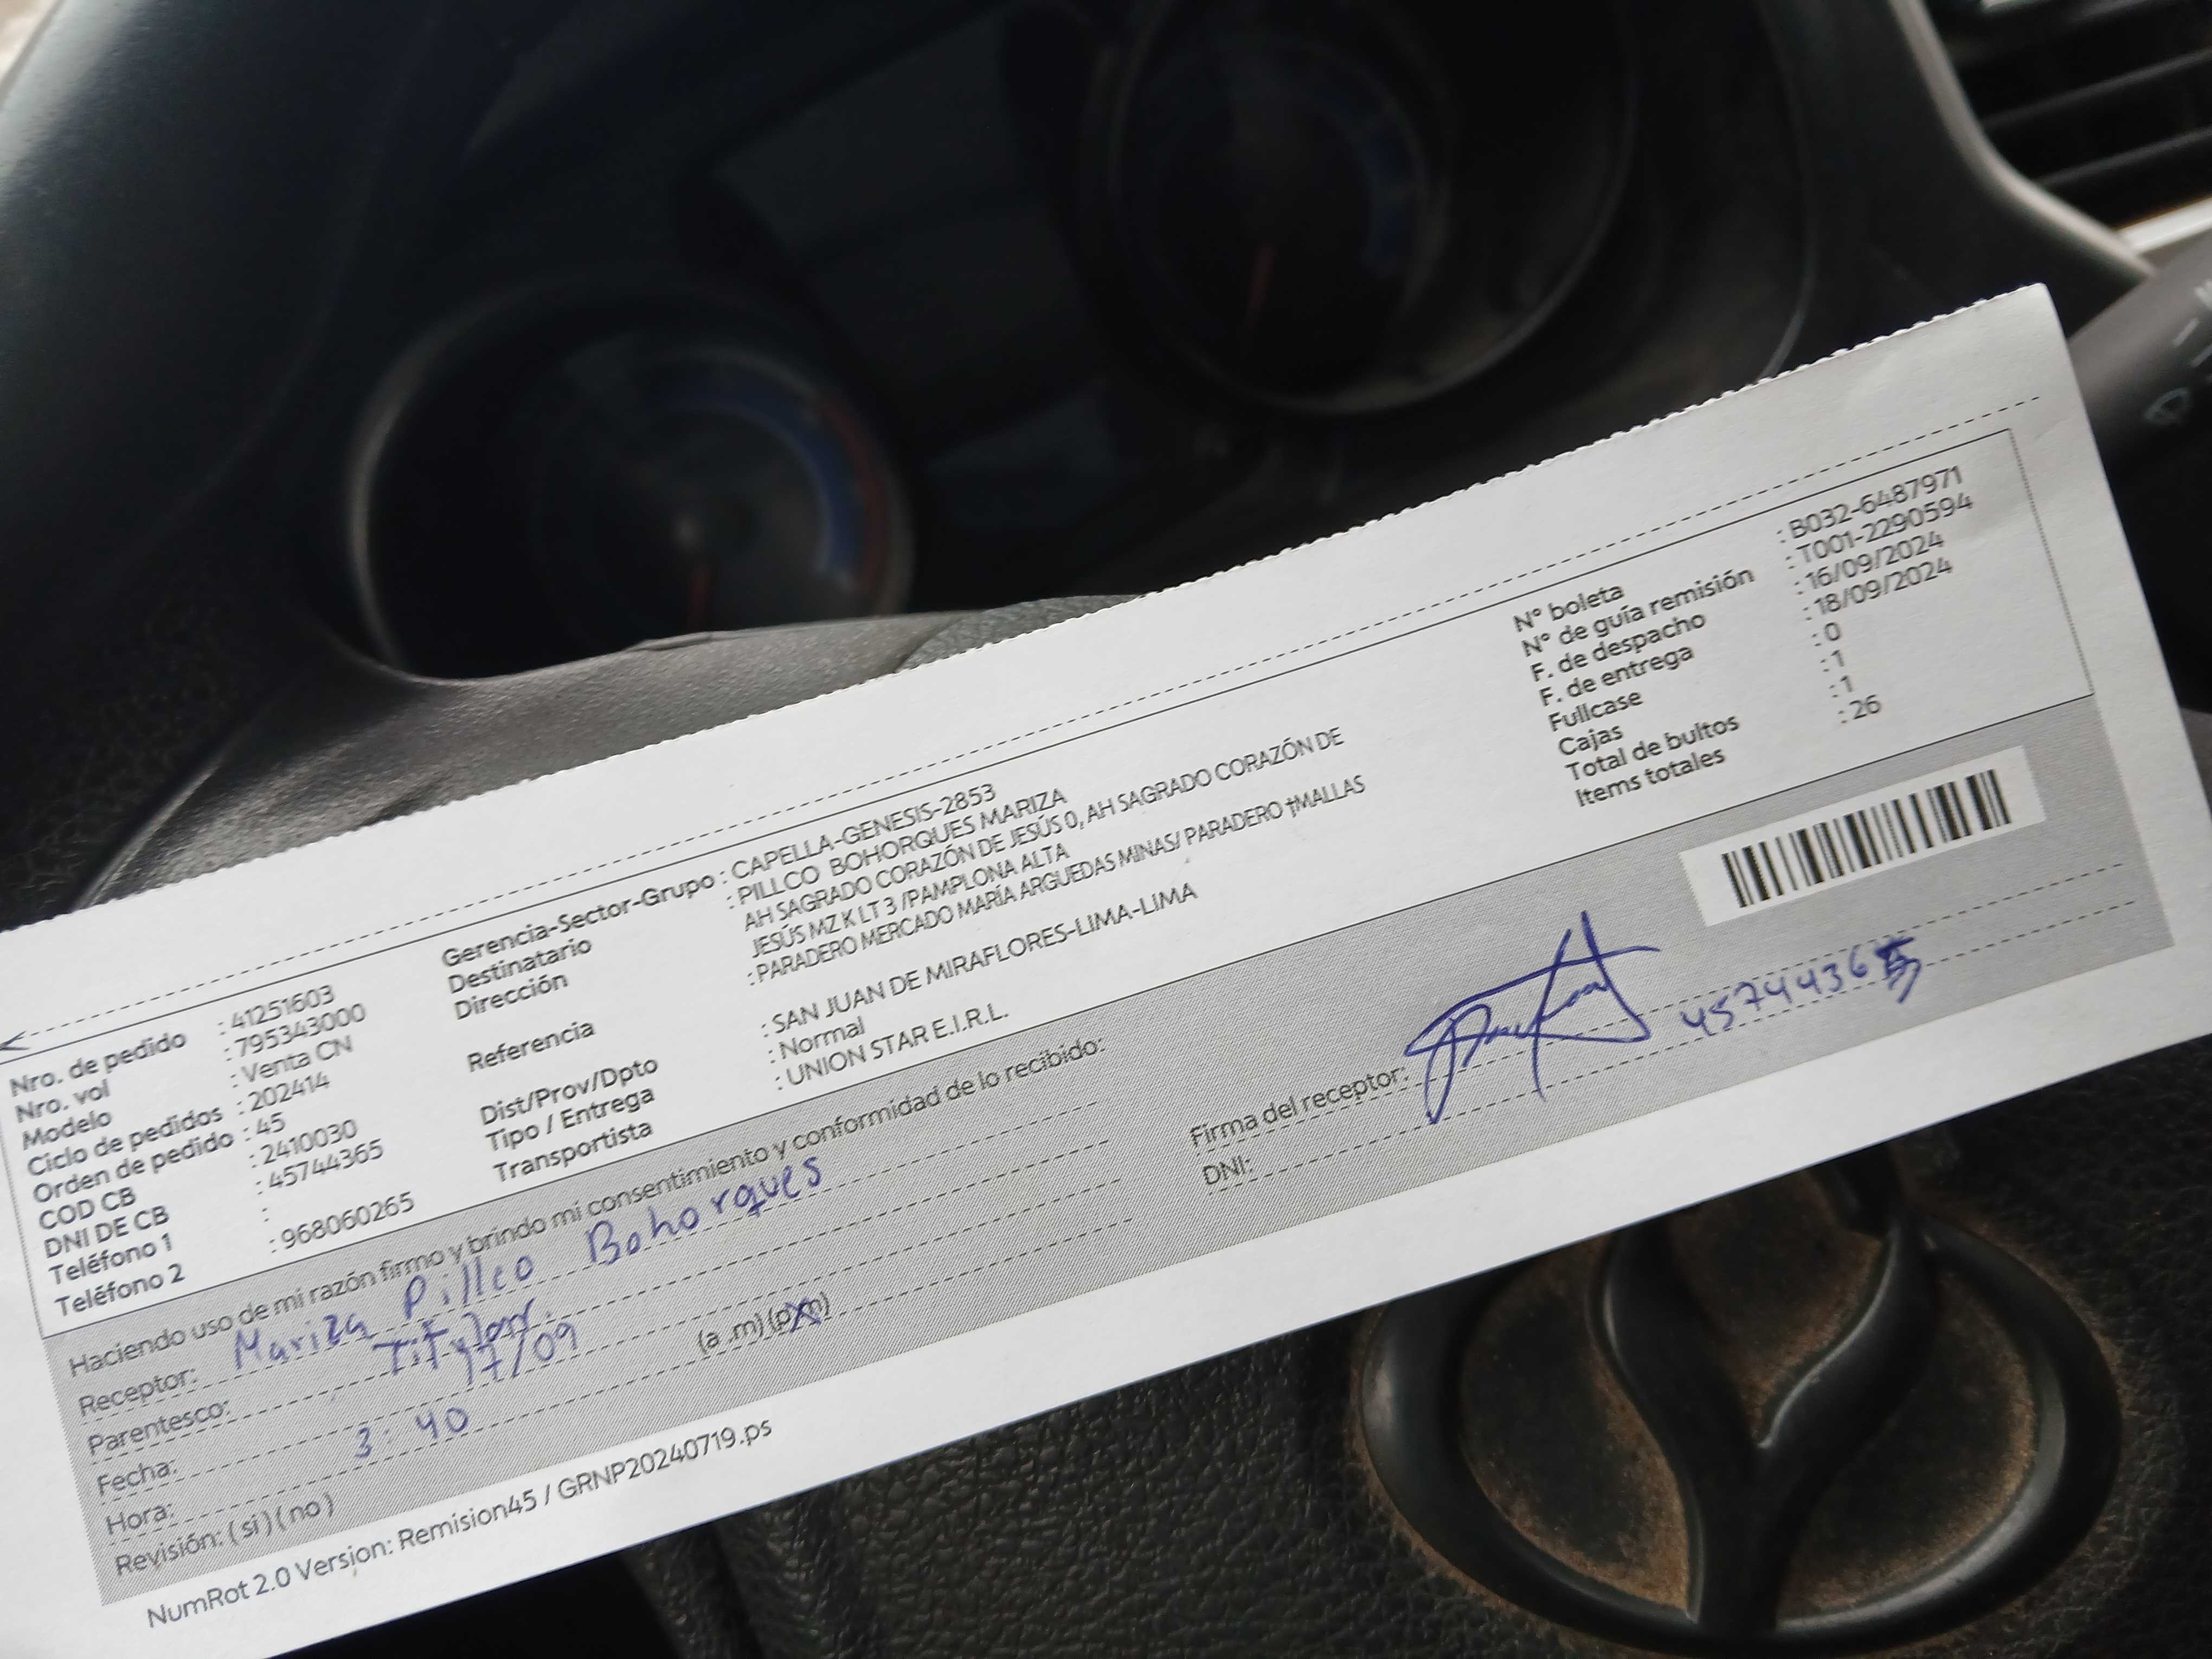 Nro. de pedido : 41251603
Nro. vol : 795343000
Modelo : Venta CN
Ciclo de pedidos : 202414
Orden de pedido : 45
COD CB : 2410030
DNI DE CB : 45744365
Teléfono 1 :
Teléfono 2 : 968060265
Gerencia-Sector-Grupo : CAPELLA-GENESIS-2853
Destinatario : PILLCO BOHORQUES MARIZA
Dirección AH SAGRADO CORAZÓN DE JESÚS 0, AH SAGRADO CORAZÓN DE
JESÚS MZ K LT 3 /PAMPLONA ALTA
Referencia : PARADERO MERCADO MARÍA ARGUEDAS MINAS/ PARADERO †MALLAS
Dist/Prov/Dpto : SAN JUAN DE MIRAFLORES-LIMA-LIMA
Tipo / Entrega : Normal
Transportista : UNION STAR E.I.R.L.
N° boleta : B032-6487971
N° de guía remisión : T001-2290594
F. de despacho : 16/09/2024
F. de entrega : 18/09/2024
Fullcase : 0
Cajas : 1
Total de bultos : 1
Items totales : 26
Haciendo uso de mi razón firmo y brindo mi consentimiento y conformidad de lo recibido:
Receptor: Mariza Pillco Bohorques
Parentesco: Titular.
Fecha: 17/09
Hora: 3:40 (a .m) (p.m)
Revisión: ( si ) ( no )
Firma del receptor:
DNI: 45744365
NumRot 2.0 Version: Remision45 / GRNP20240719.ps